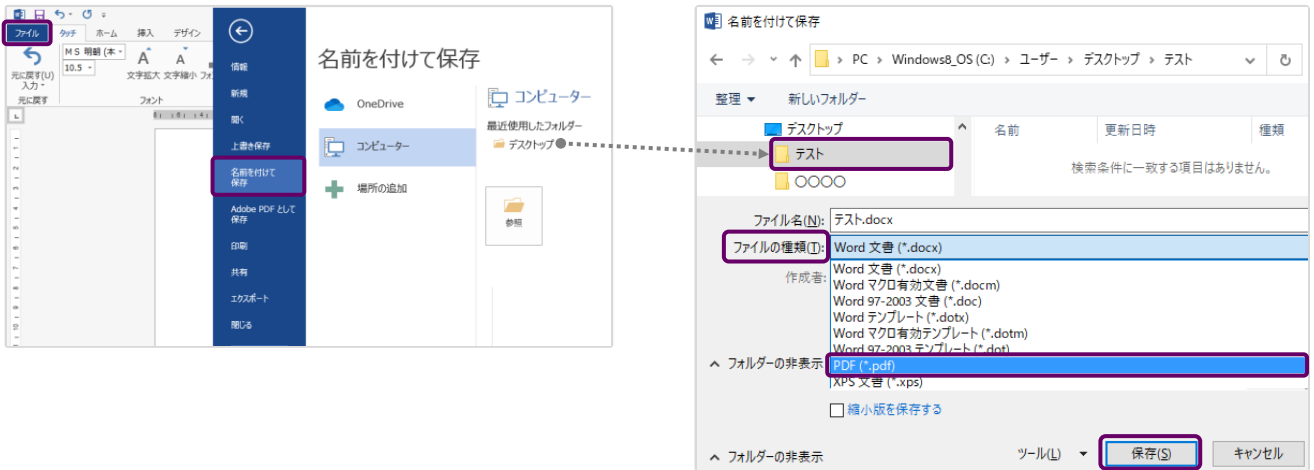 ファイル タッチ ホーム 挿入 デザイン
元に戻す(U)
入力
元に戻す
MS 明朝 (本
10.5
文字拡大 文字縮小 フォ
フォント
情報
新規
開く
上書き保存
名前を付けて
保存
Adobe PDF として
保存
印刷
共有
エクスポート
閉じる
名前を付けて保存
OneDrive
コンピューター
場所の追加
コンピューター
最近使用したフォルダー
デスクトップ
参照
名前を付けて保存
PC › Windows8_OS (C:) › ユーザー › デスクトップ › テスト
整理 新しいフォルダー
デスクトップ
テスト
〇〇〇〇
名前 更新日時 種類
検索条件に一致する項目はありません。
ファイル名(N): テスト.docx
ファイルの種類(T): Word 文書 (*.docx)
作成者:
Word 文書 (*.docx)
Word マクロ有効文書 (*.docm)
Word 97-2003 文書 (*.doc)
Word テンプレート (*.dotx)
Word マクロ有効テンプレート (*.dotm)
Word 97-2003 テンプレート (*.dot)
PDF (*.pdf)
XPS 文書 (*.xps)
フォルダーの非表示
縮小版を保存する
フォルダーの非表示
ツール(L) 保存(S) キャンセル